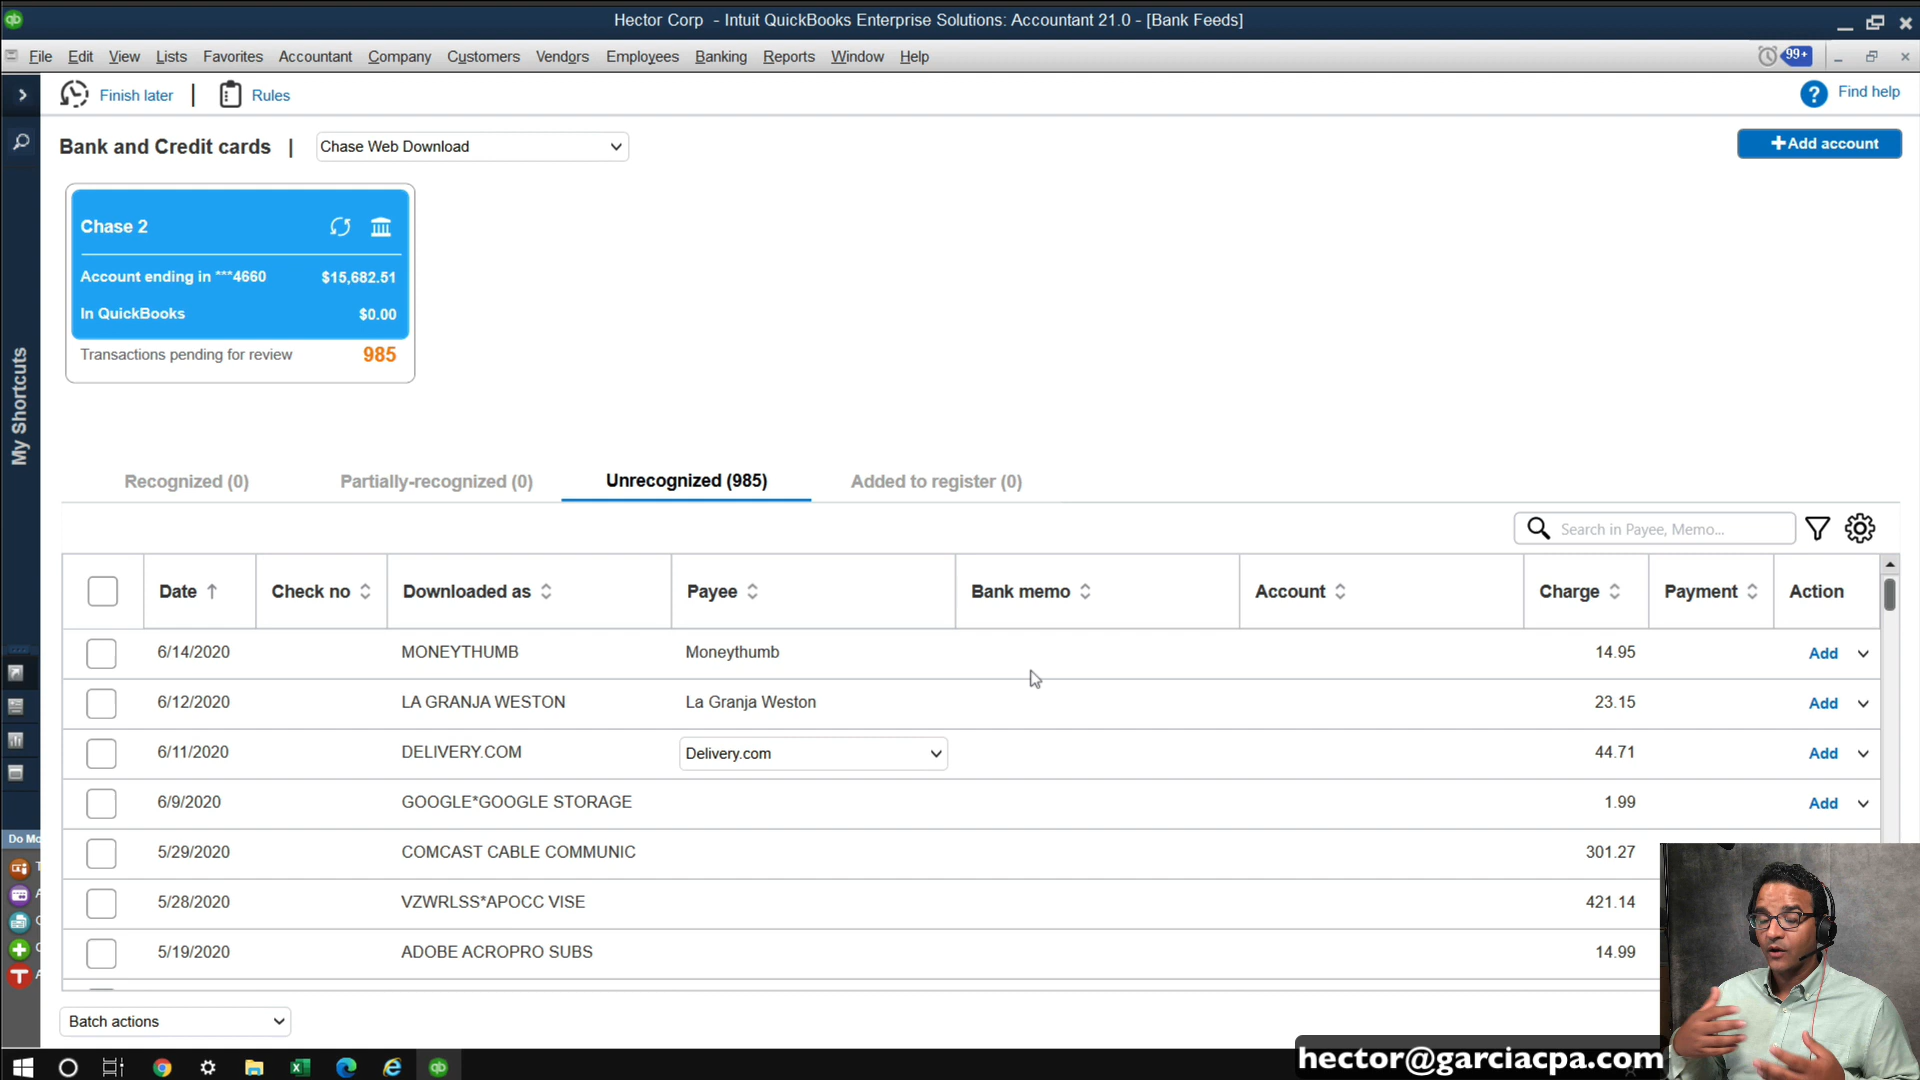 qb
Hector Corp - Intuit QuickBooks Enterprise Solutions: Accountant 21.0 - [Bank Feeds]
File Edit View Lists Favorites Accountant Company Customers Vendors Employees Banking Reports Window Help
99+
Finish later | Rules
? Find help
Bank and Credit cards | Chase Web Download
+Add account
Chase 2
Account ending in ***4660 $15,682.51
In QuickBooks $0.00
Transactions pending for review 985
My Shortcuts
Recognized (0) Partially-recognized (0) Unrecognized (985) Added to register (0)
Search in Payee, Memo...
Date Check no Downloaded as Payee Bank memo Account Charge Payment Action
6/14/2020 MONEYTHUMB Moneythumb 14.95 Add
6/12/2020 LA GRANJA WESTON La Granja Weston 23.15 Add
6/11/2020 DELIVERY.COM Delivery.com 44.71 Add
6/9/2020 GOOGLE*GOOGLE STORAGE 1.99 Add
Do Mo
5/29/2020 COMCAST CABLE COMMUNIC 301.27
5/28/2020 VZWRLSS*APOCC VISE 421.14
5/19/2020 ADOBE ACROPRO SUBS 14.99
Batch actions
hector@garciacpa.com